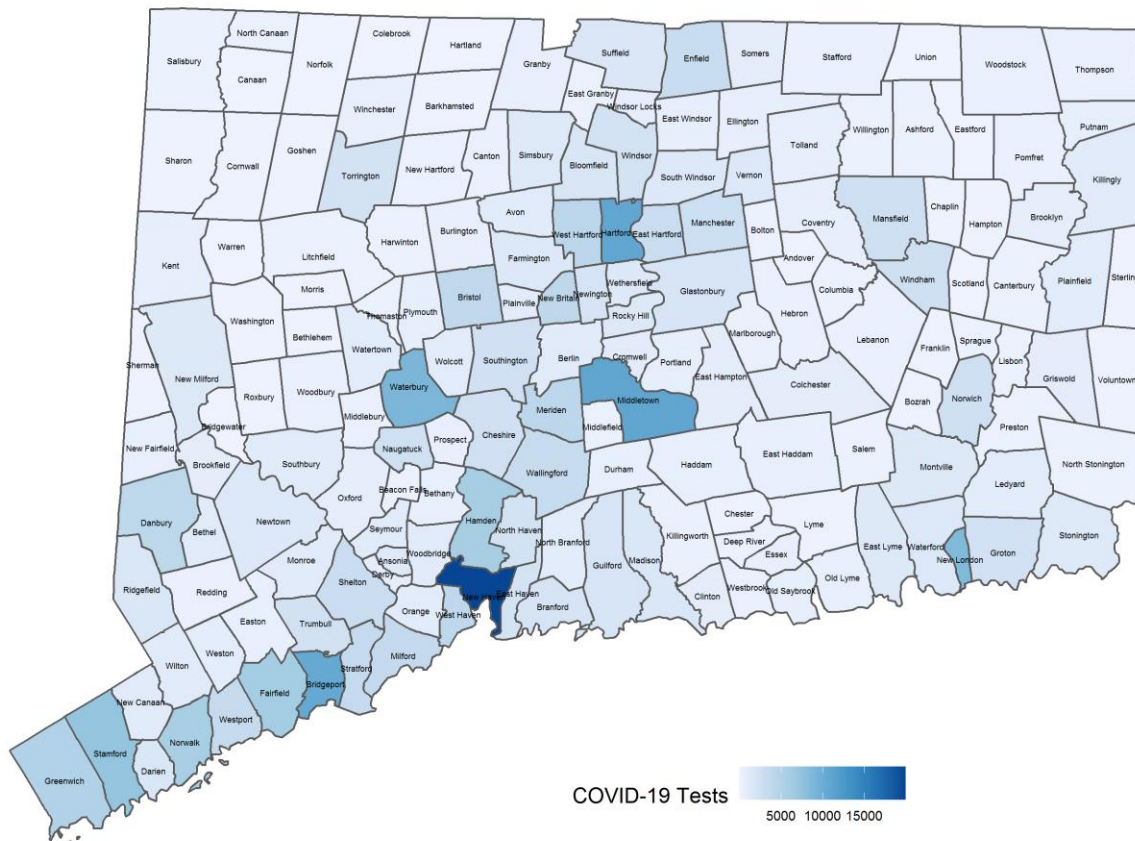 North Canaan
Colebrook
Hartland
Suffield
Enfield
Somers
Stafford
Union
Woodstock
Thompson
Salisbury
Norfolk
Granby
Canaan
East Granby
Windsor Locks
Winchester
Barkhamsted
East Windsor
Ellington
Willington
Ashford
Eastford
Putnam
Sharon
Cornwall
Goshen
Torrington
New Hartford
Canton
Simsbury
Bloomfield
Windsor
South Windsor
Vernon
Tolland
Pomfret
Killingly
Avon
West Hartford
Hartford
East Hartford
Manchester
Bolton
Coventry
Mansfield
Chaplin
Hampton
Brooklyn
Kent
Warren
Litchfield
Harwinton
Burlington
Farmington
Andover
Morris
Bristol
Plainville
New Britain
Newington
Wethersfield
Glastonbury
Columbia
Windham
Scotland
Canterbury
Plainfield
Sterlin
Washington
Bethlehem
Thomaston
Plymouth
Rocky Hill
Hebron
Marlborough
Lebanon
Franklin
Sprague
Lisbon
Sherman
New Milford
Watertown
Wolcott
Southington
Berlin
Cromwell
Portland
East Hampton
Colchester
Griswold
Voluntown
Roxbury
Woodbury
Waterbury
Middletown
Bozrah
Norwich
Bridgewater
Middlebury
Meriden
Middlefield
Preston
New Fairfield
Brookfield
Southbury
Naugatuck
Prospect
Cheshire
Wallingford
Durham
Haddam
East Haddam
Salem
Montville
North Stonington
Danbury
Bethel
Newtown
Oxford
Beacon Falls
Bethany
Hamden
North Haven
North Branford
Ledyard
Seymour
Woodbridge
Guilford
Madison
Killingworth
Chester
Deep River
Essex
Lyme
East Lyme
Waterford
New London
Groton
Stonington
Ridgefield
Redding
Monroe
Shelton
Ansonia
Derby
New Haven
East Haven
Branford
Clinton
Westbrook
Old Saybrook
Old Lyme
Easton
Trumbull
Orange
West Haven
Wilton
Weston
Fairfield
Bridgeport
Stratford
Milford
New Canaan
Norwalk
Westport
Greenwich
Stamford
Darien
COVID-19 Tests
5000 10000 15000